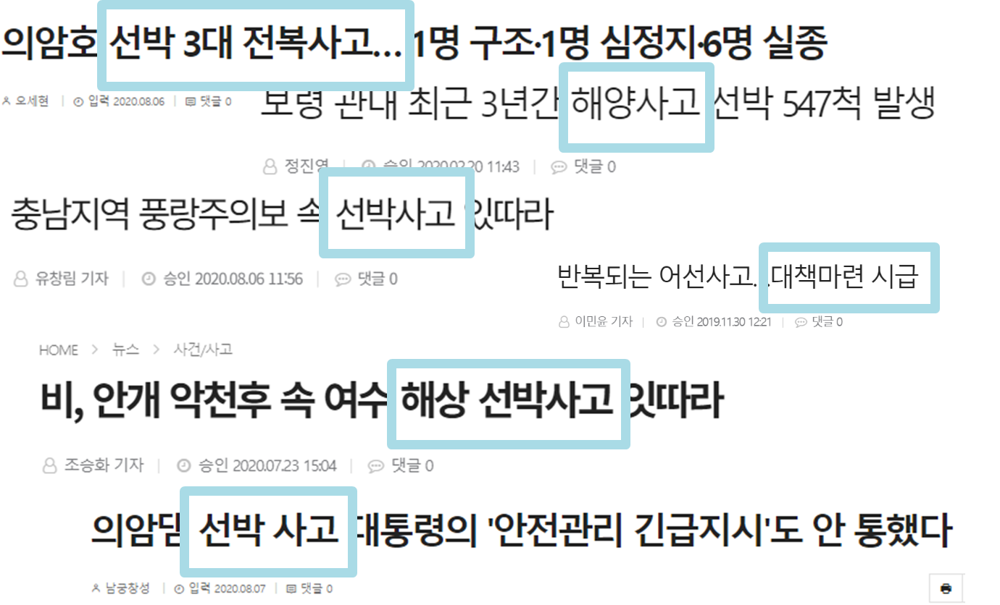 의암호 선박 3대 전복사고... 1명 구조·1명 심정지·6명 실종
오세현 | 입력 2020.08.06 | 댓글 0
보령 관내 최근 3년간 해양사고 선박 547척 발생
정진영 | 승인 2020.02.20 11:43 | 댓글 0
충남지역 풍랑주의보 속 선박사고 잇따라
유창림 기자 | 승인 2020.08.06 11:56 | 댓글 0
반복되는 어선사고...대책마련 시급
이민윤 기자 | 승인 2019.11.30 12:21 | 댓글 0
HOME > 뉴스 > 사건/사고
비, 안개 악천후 속 여수 해상 선박사고 잇따라
조승화 기자 | 승인 2020.07.23 15:04 | 댓글 0
의암댐 선박 사고 대통령의 '안전관리 긴급지시'도 안 통했다
남궁창성 | 입력 2020.08.07 | 댓글 0